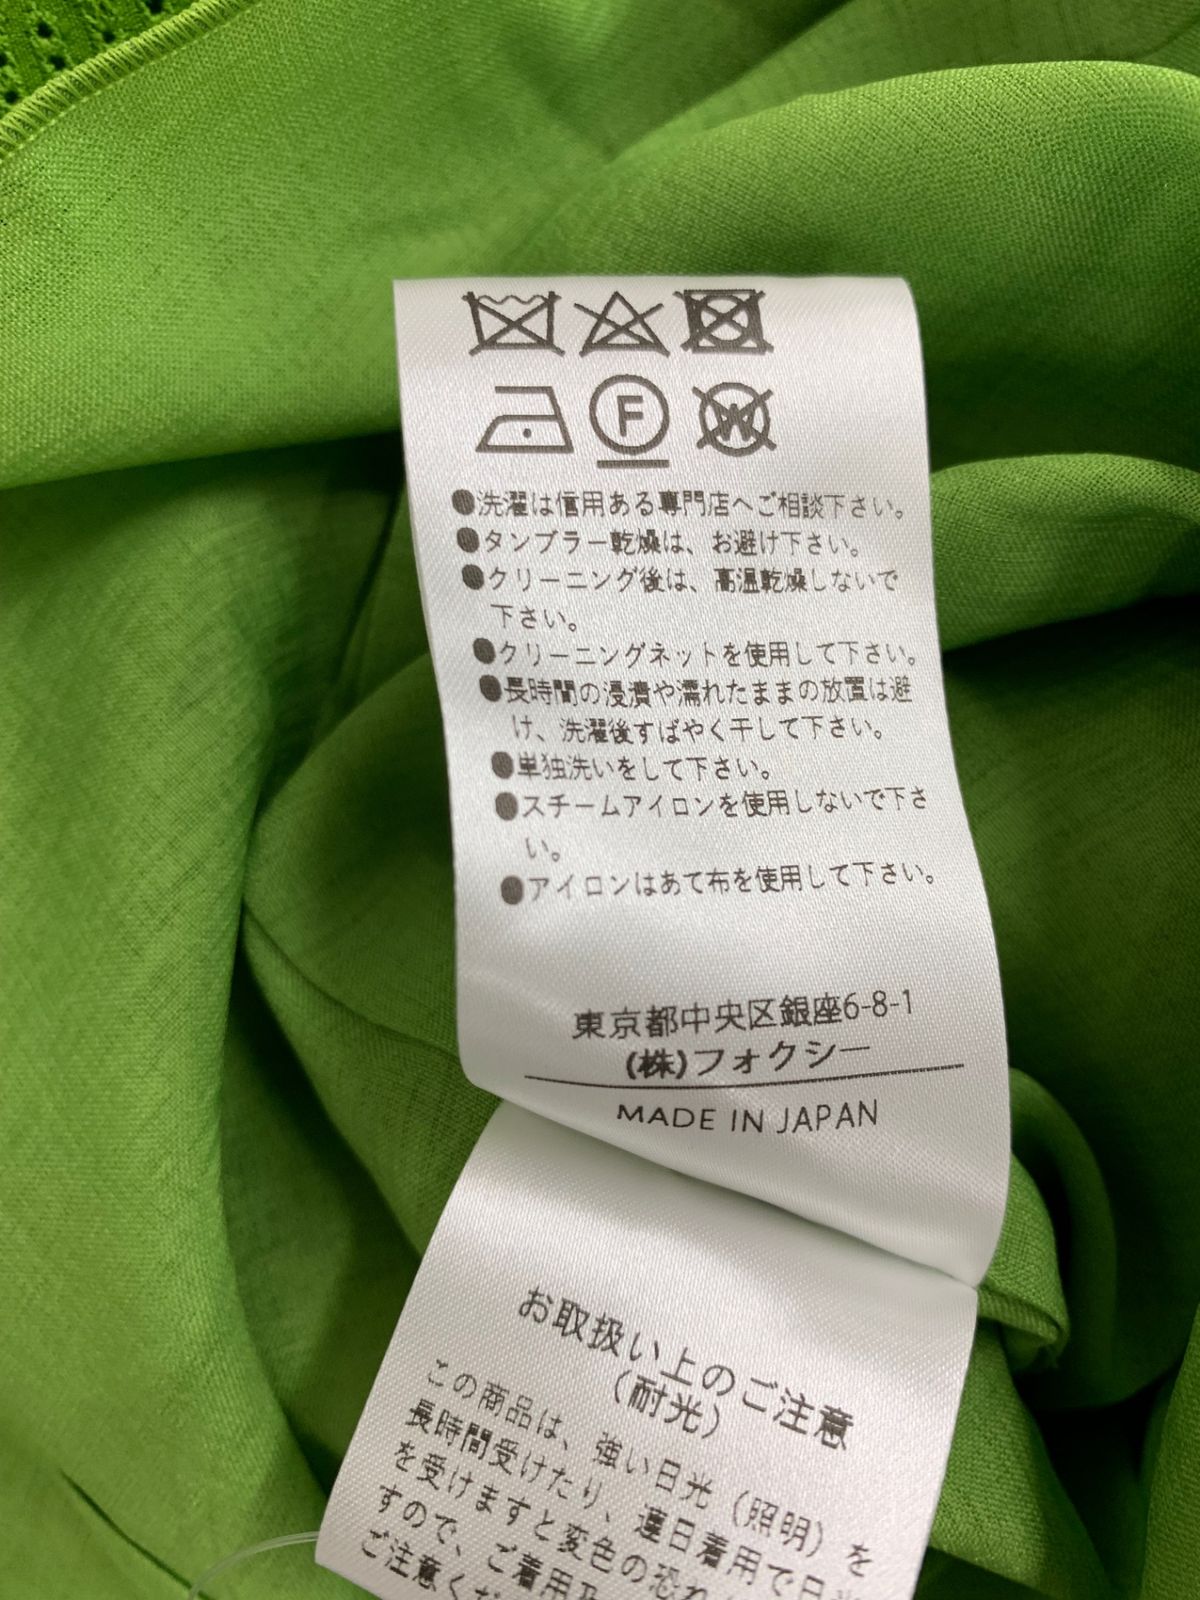 F W
●洗濯は信用ある専門店へご相談下さい。
●タンブラー乾燥は、お避け下さい。
●クリーニング後は、高温乾燥しないで
下さい。
●クリーニングネットを使用して下さい。
●長時間の浸漬や濡れたままの放置は避
け、洗濯後すばやく干して下さい。
●単独洗いをして下さい。
●スチームアイロンを使用しないで下さ
い。
●アイロンはあて布を使用して下さい。
東京都中央区銀座6-8-1
(株)フォクシー
MADE IN JAPAN
お取扱い上のご注意
（耐光）
この商品は、強い日光（照明）を
長時間受けたり、連日着用で日光
を受けますと変色の恐れ
すので、ご着用及
ご注意くだ